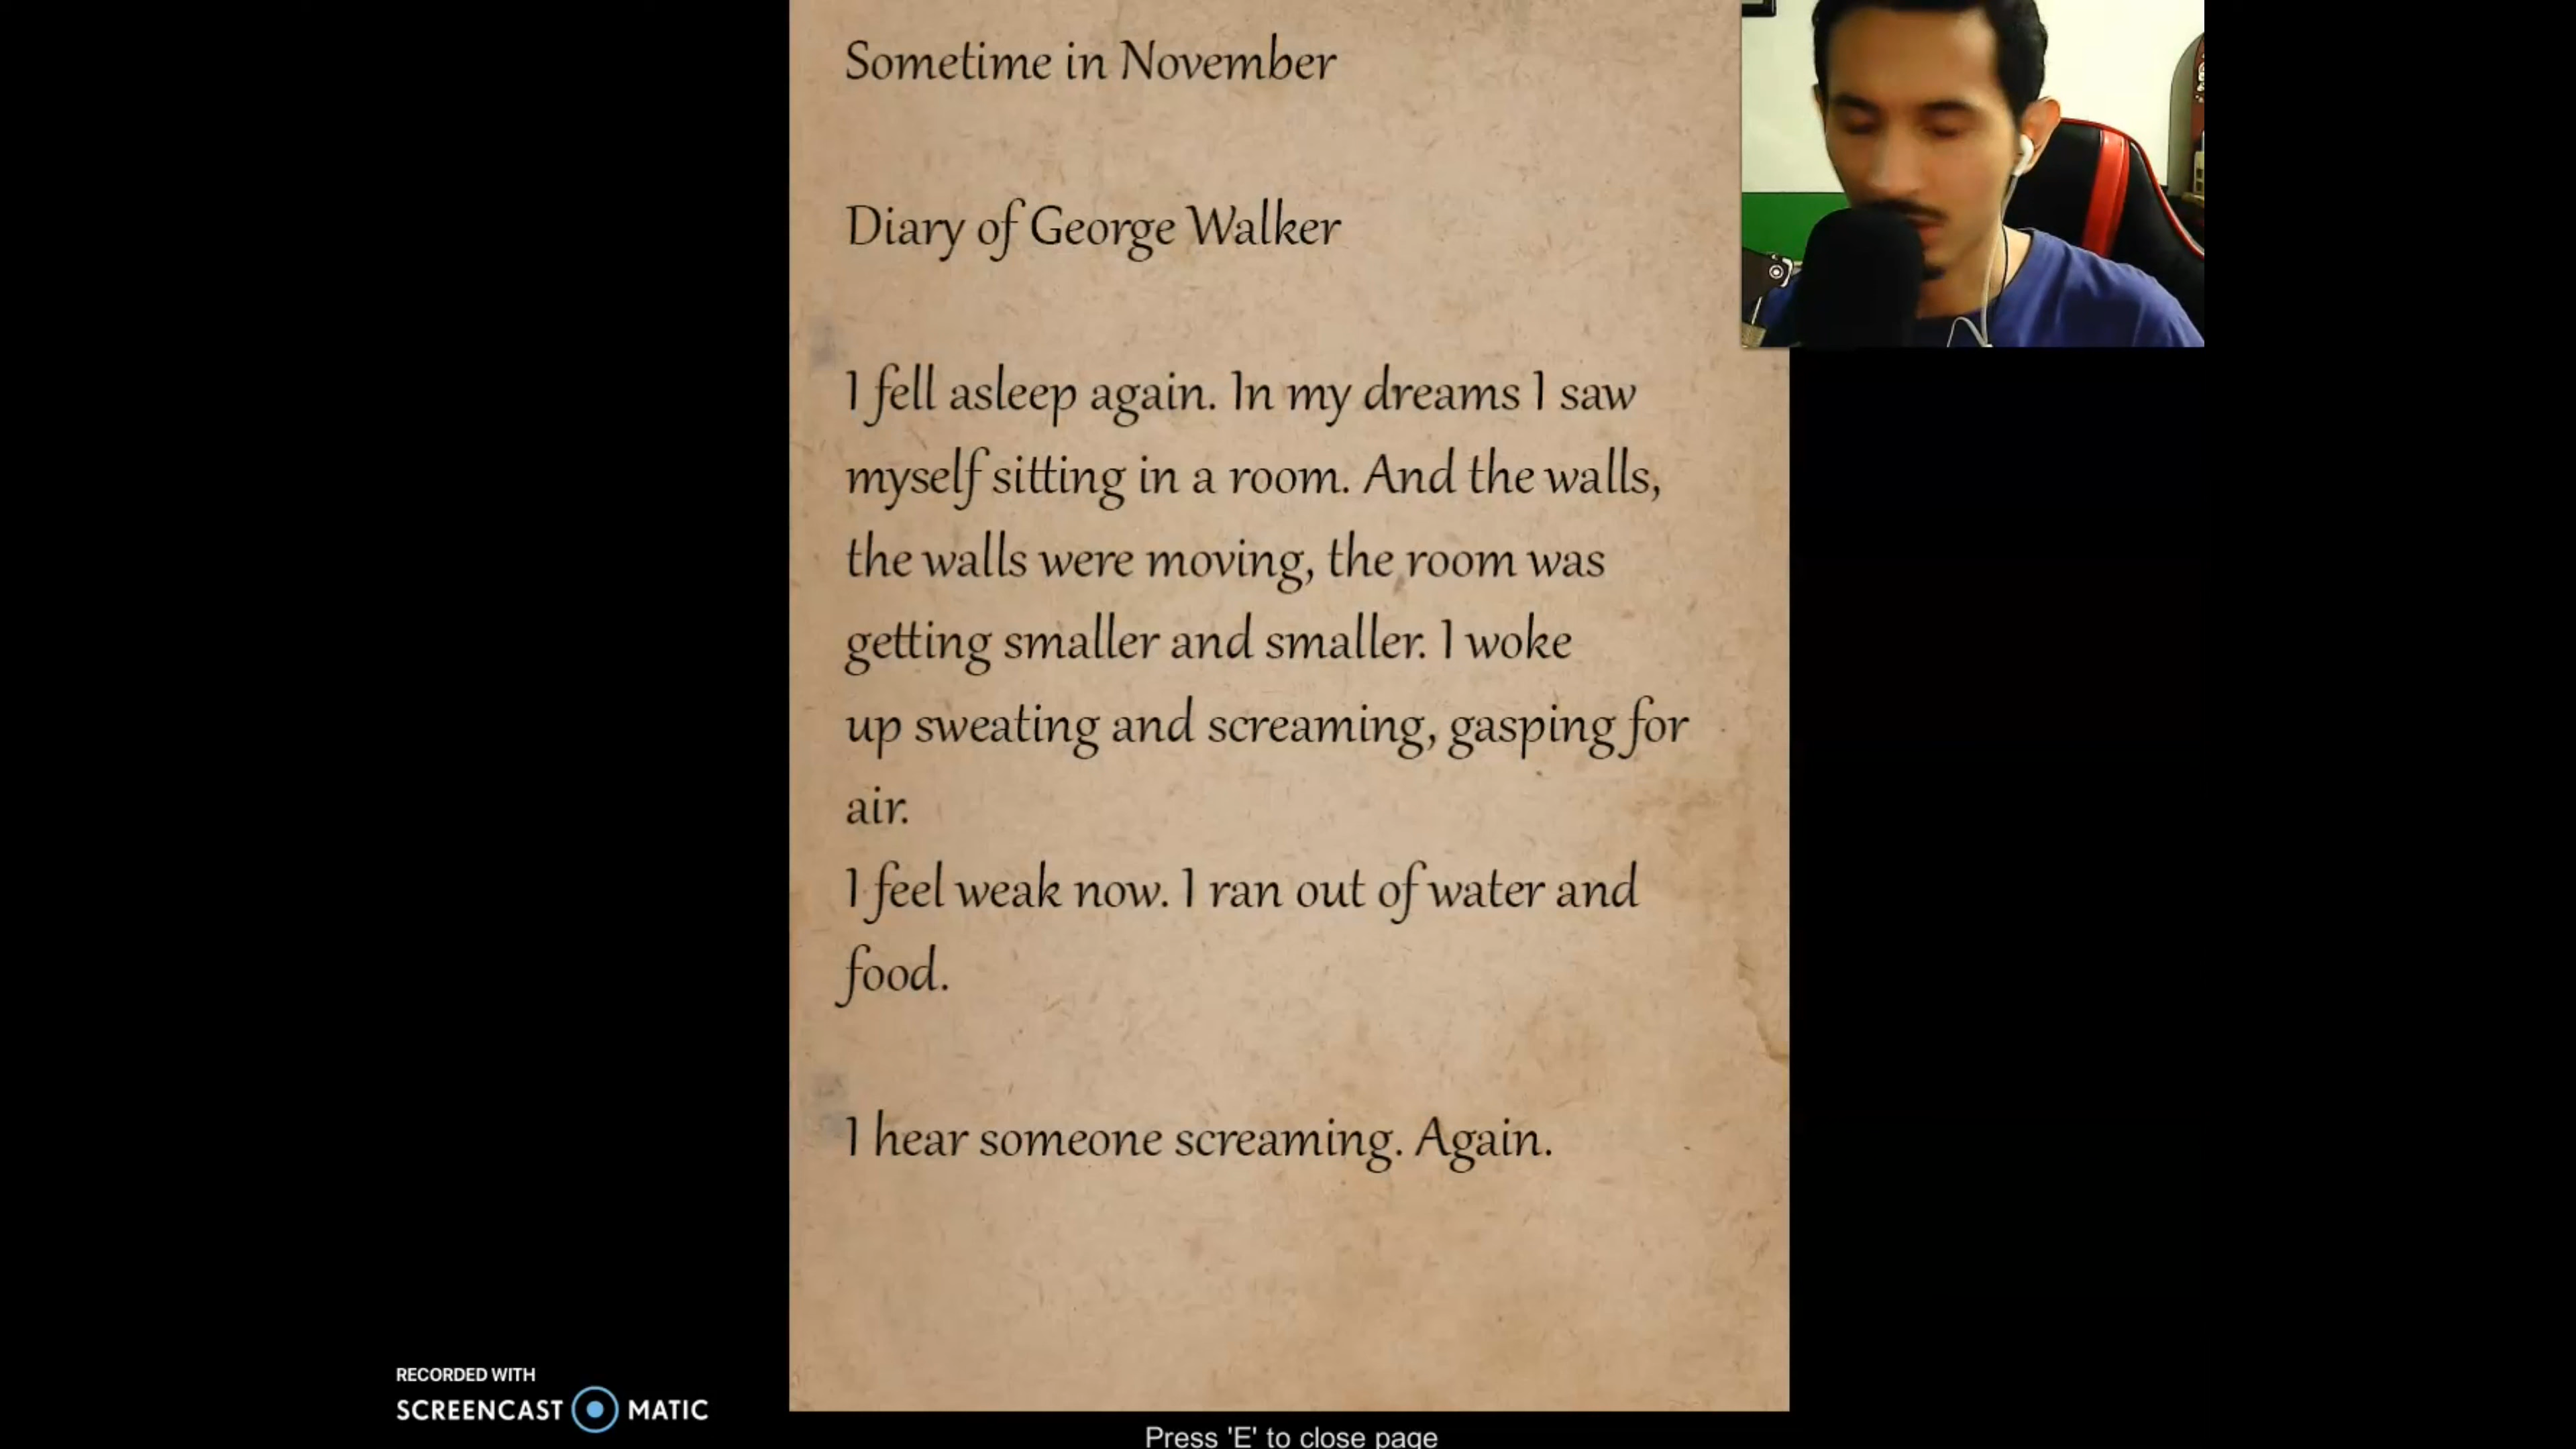 Sometime in November
Diary of George Walker
I fell asleep again. In my dreams I saw
myself sitting in a room. And the walls,
the walls were moving, the room was
getting smaller and smaller. I woke
up sweating and screaming, gasping for
air.
I feel weak now. I ran out of water and
food.
I hear someone screaming. Again.
RECORDED WITH
SCREENCAST MATIC
Press 'E' to close page